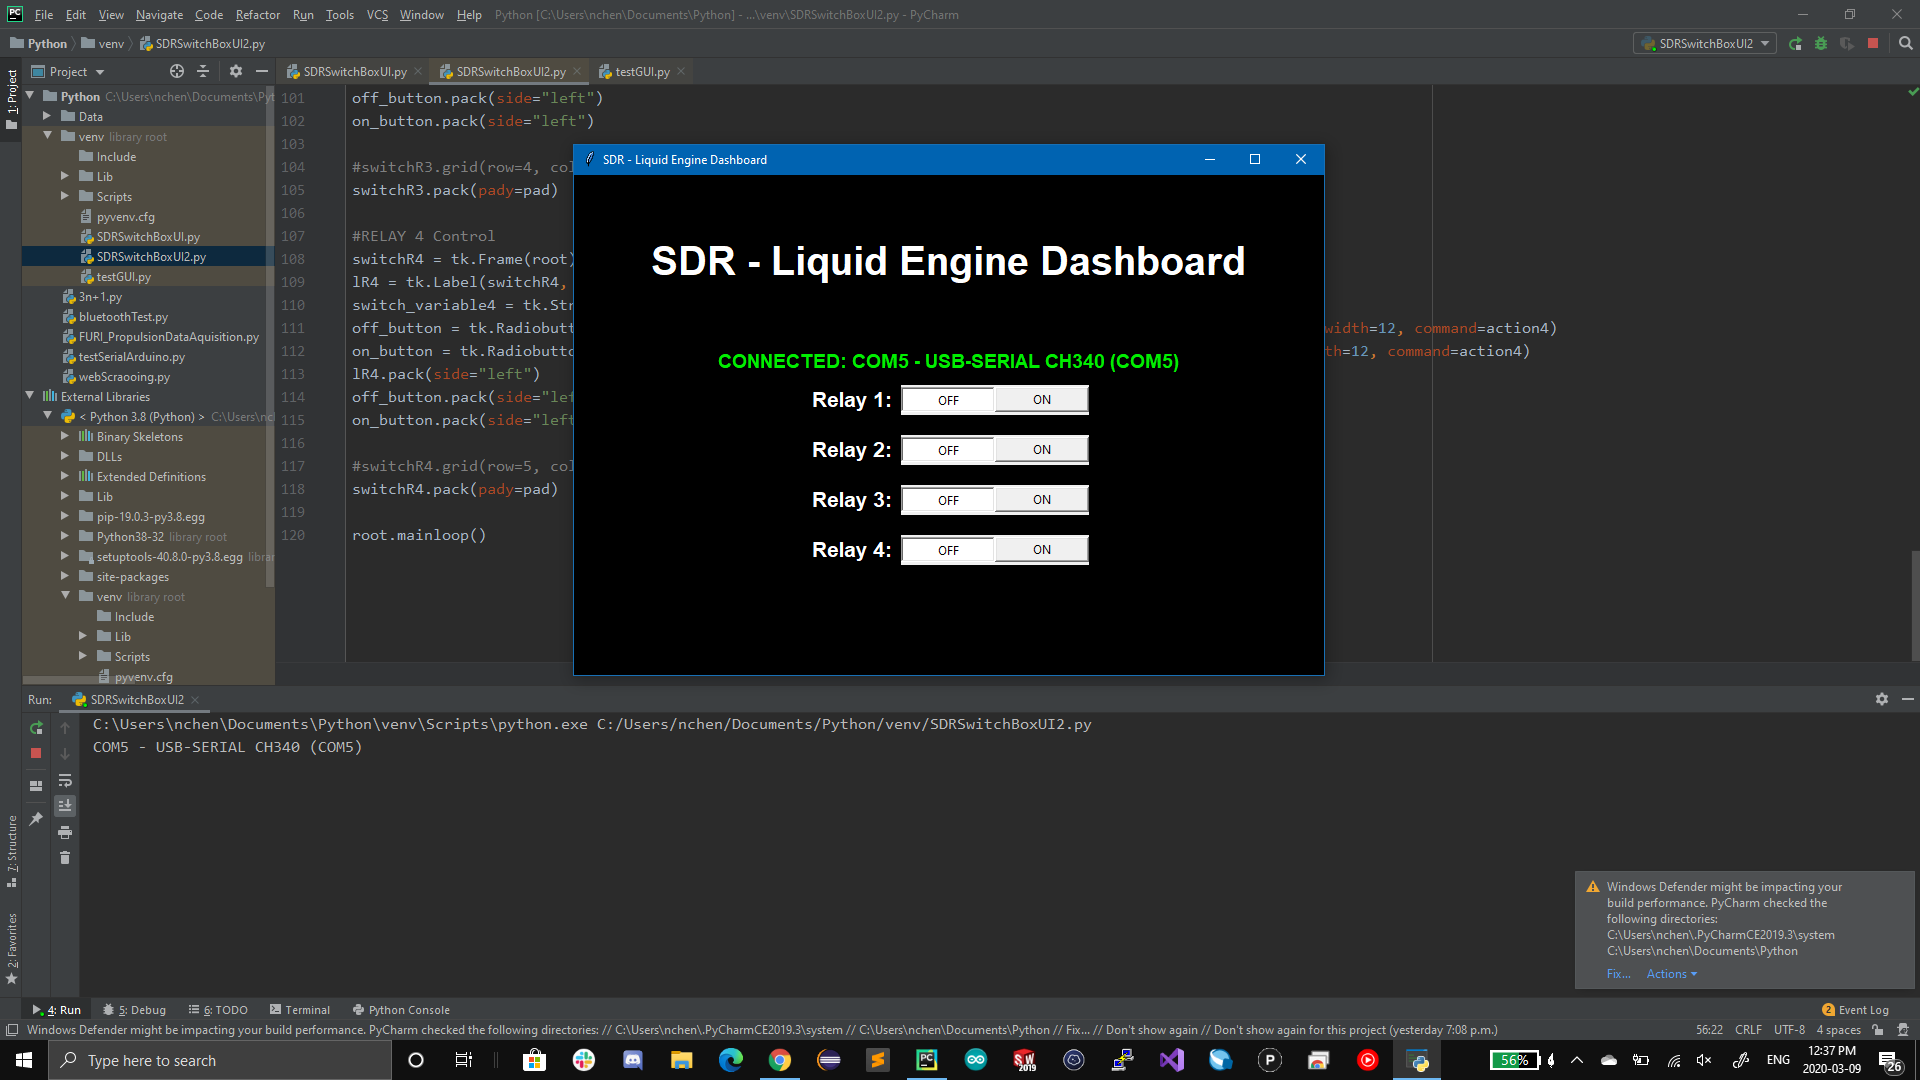 File Edit View Navigate Code Refactor Run Tools VCS Window Help Python [C:\Users\nchen\Documents\Python] - ...\venv\SDRSwitchBoxUI2.py - PyCharm
Python venv SDRSwitchBoxUI2.py
SDRSwitchBoxUI2
Project
SDRSwitchBoxUI.py SDRSwitchBoxUI2.py testGUI.py
1: Project
Python C:\Users\nchen\Documents\Pyt
Data
venv library root
Include
Lib
Scripts
pyvenv.cfg
SDRSwitchBoxUI.py
SDRSwitchBoxUI2.py
testGUI.py
3n+1.py
bluetoothTest.py
FURI_PropulsionDataAquisition.py
testSerialArduino.py
webScraooing.py
External Libraries
< Python 3.8 (Python) > C:\Users\nch
Binary Skeletons
DLLs
Extended Definitions
Lib
pip-19.0.3-py3.8.egg
Python38-32 library root
setuptools-40.8.0-py3.8.egg librar
site-packages
venv library root
Include
Lib
Scripts
pyvenv.cfg
101 off_button.pack(side="left")
102 on_button.pack(side="left")
103
104 #switchR3.grid(row=4, col
105 switchR3.pack(pady=pad)
106
107 #RELAY 4 Control
108 switchR4 = tk.Frame(root)
109 lR4 = tk.Label(switchR4,
110 switch_variable4 = tk.Str
111 off_button = tk.Radiobutt width=12, command=action4)
112 on_button = tk.Radiobutto th=12, command=action4)
113 lR4.pack(side="left")
114 off_button.pack(side="lef
115 on_button.pack(side="left
116
117 #switchR4.grid(row=5, col
118 switchR4.pack(pady=pad)
119
120 root.mainloop()
SDR - Liquid Engine Dashboard
SDR - Liquid Engine Dashboard
CONNECTED: COM5 - USB-SERIAL CH340 (COM5)
Relay 1: OFF ON
Relay 2: OFF ON
Relay 3: OFF ON
Relay 4: OFF ON
Run: SDRSwitchBoxUI2
C:\Users\nchen\Documents\Python\venv\Scripts\python.exe C:/Users/nchen/Documents/Python/venv/SDRSwitchBoxUI2.py
COM5 - USB-SERIAL CH340 (COM5)
7: Structure
2: Favorites
Windows Defender might be impacting your
build performance. PyCharm checked the
following directories:
C:\Users\nchen\.PyCharmCE2019.3\system
C:\Users\nchen\Documents\Python
Fix... Actions
4: Run 5: Debug 6: TODO Terminal Python Console 2 Event Log
Windows Defender might be impacting your build performance. PyCharm checked the following directories: // C:\Users\nchen\.PyCharmCE2019.3\system // C:\Users\nchen\Documents\Python // Fix... // Don't show again // Don't show again for this project (yesterday 7:08 p.m.) 56:22 CRLF UTF-8 4 spaces
Type here to search
PC
SW 2019
P
56%
ENG
12:37 PM
2020-03-09
26